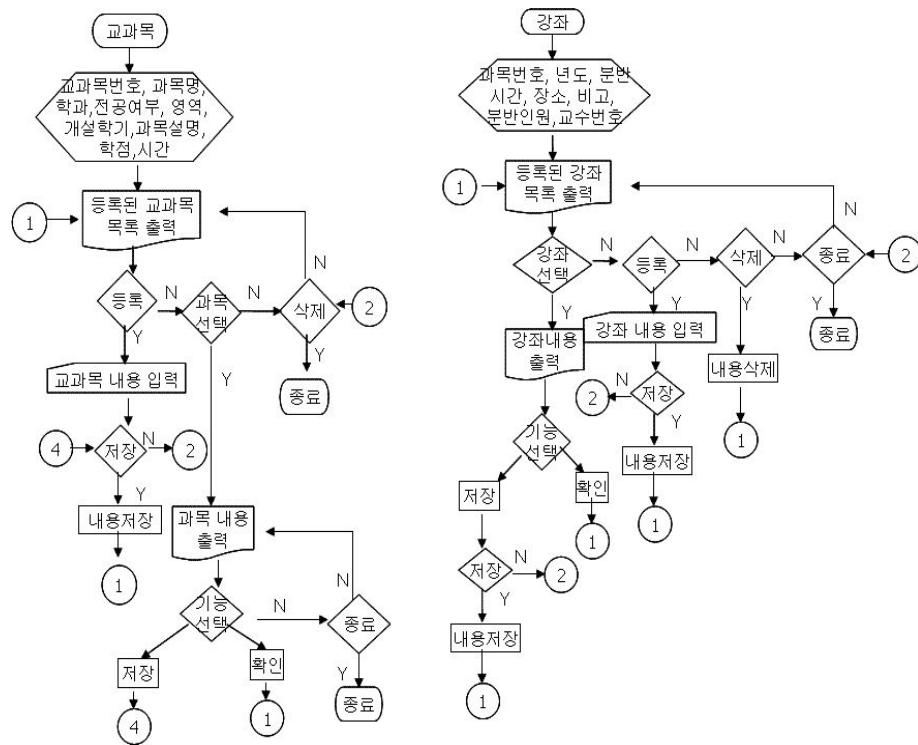 교과목
교과목번호, 과목명,
학과,전공여부, 영역,
개설학기,과목설명,
학점,시간
등록된 교과목
목록 출력
1
N
등록
N
과목
선택
N
삭제
2
Y
Y
Y
교과목 내용 입력
종료
4
저장
N
2
Y
내용저장
과목 내용
출력
1
N
기능
선택
N
종료
저장
확인
Y
4
1
종료
강좌
과목번호, 년도, 분반
시간, 장소, 비고,
분반인원,교수번호
1
등록된 강좌
목록 출력
N
강좌
선택
N
등록
N
삭제
N
종료
2
Y
Y
Y
Y
강좌내용
출력
강좌 내용 입력
종료
내용삭제
2
N
저장
1
Y
기능
선택
내용저장
저장
확인
1
1
저장
N
2
Y
내용저장
1